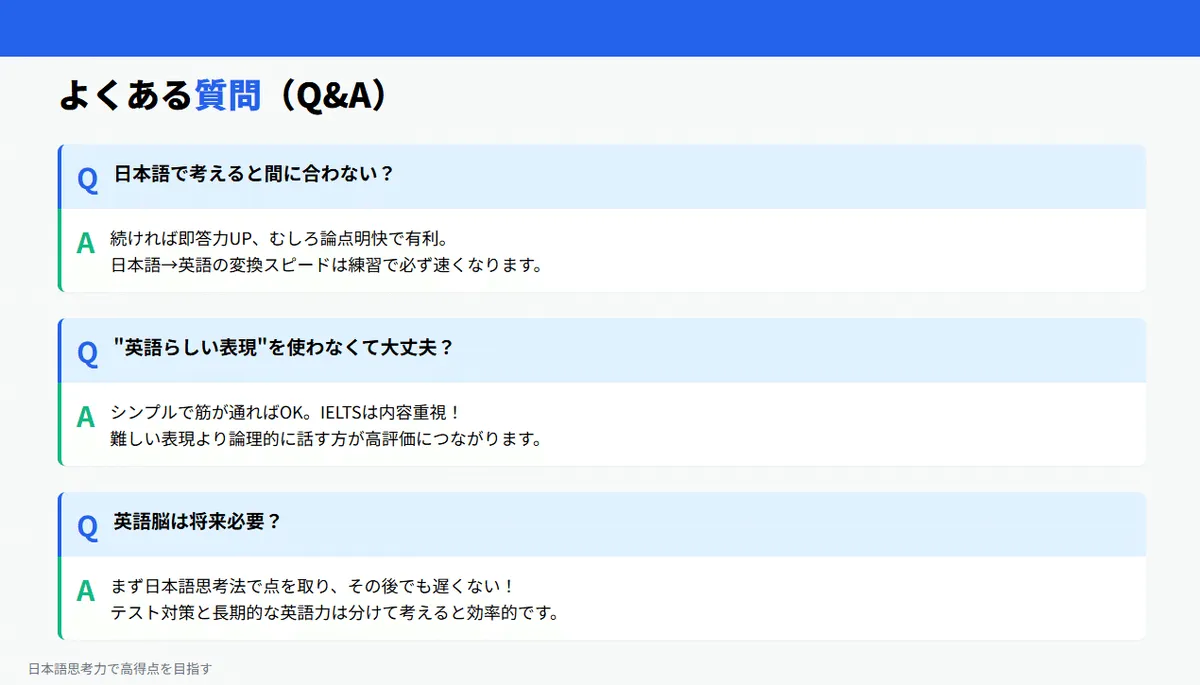 よくある質問（Q&A）
Q 日本語で考えると間に合わない？
A 続ければ即答力UP、むしろ論点明快で有利。
日本語→英語の変換スピードは練習で必ず速くなります。
Q "英語らしい表現"を使わなくて大丈夫？
A シンプルで筋が通ればOK。IELTSは内容重視！
難しい表現より論理的に話す方が高評価につながります。
Q 英語脳は将来必要？
A まず日本語思考法で点を取り、その後でも遅くない！
テスト対策と長期的な英語力は分けて考えると効率的です。
日本語思考力で高得点を目指す